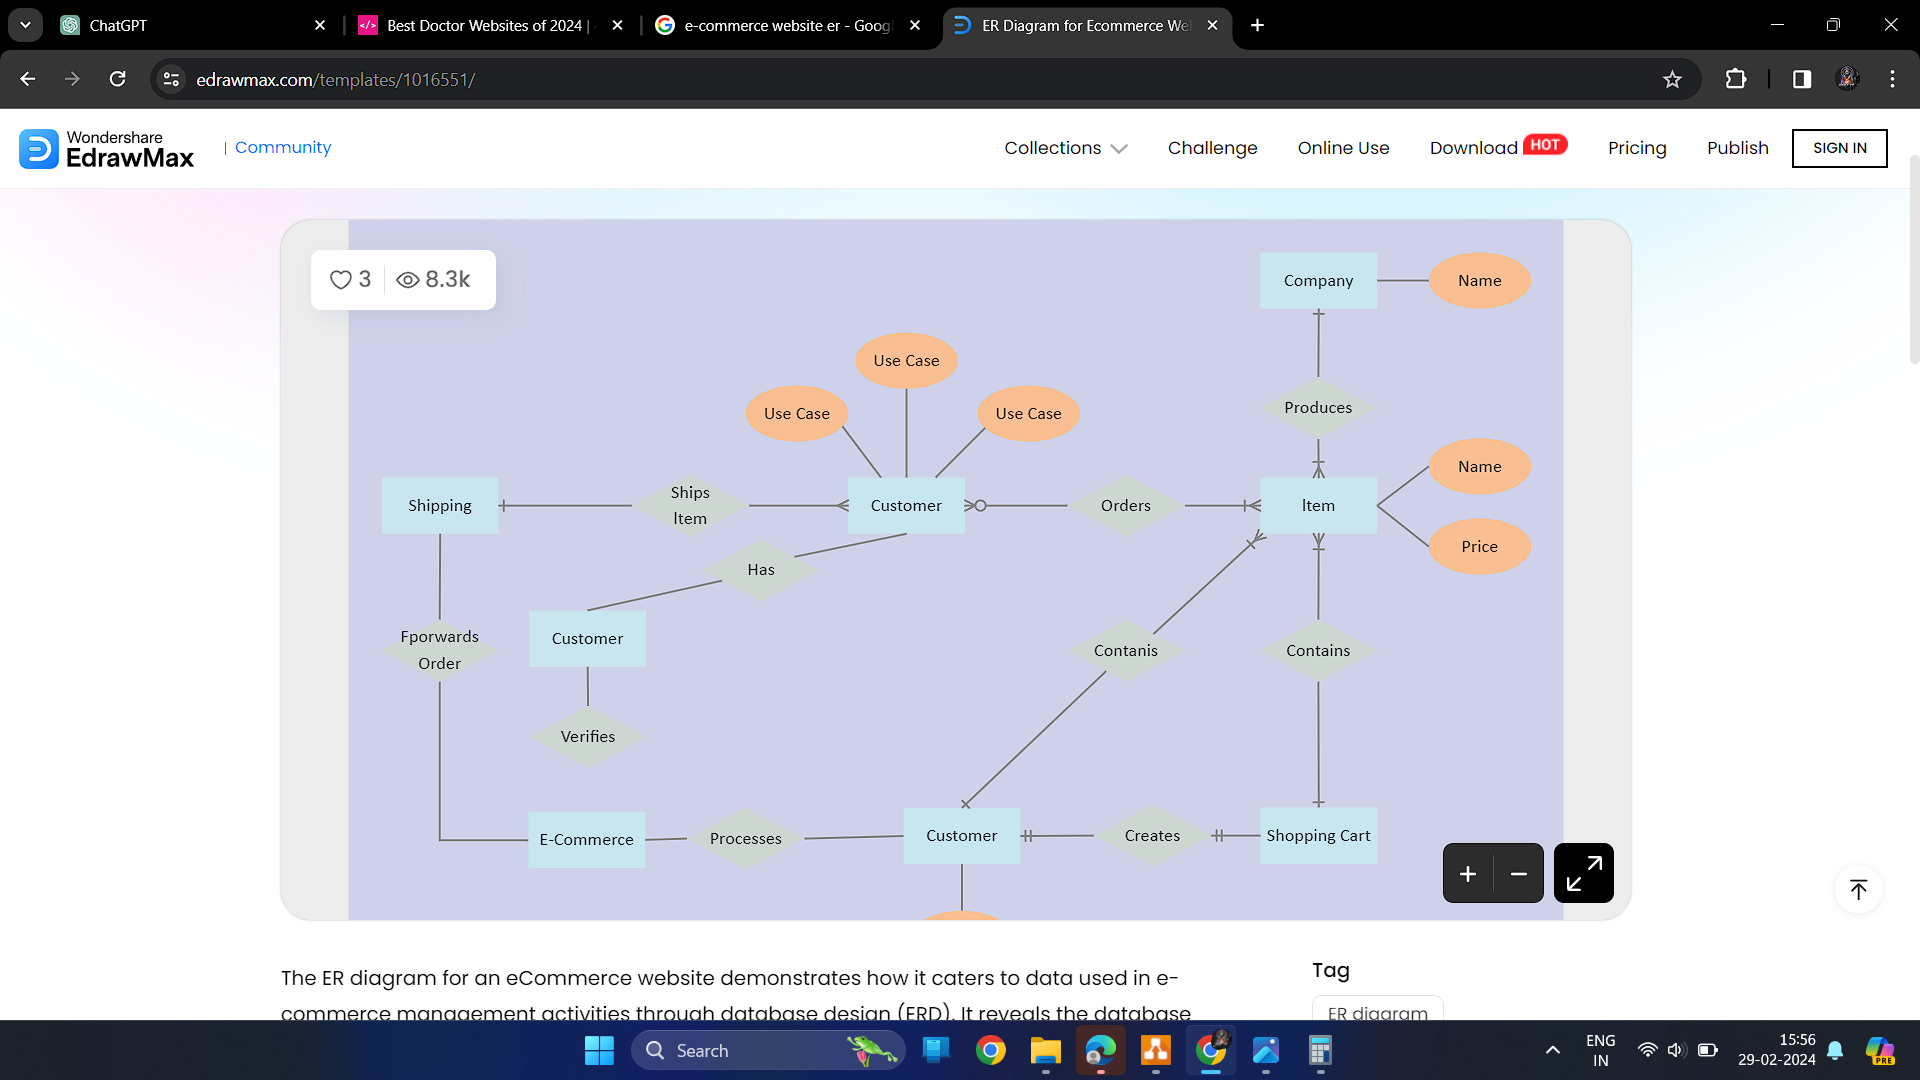 ChatGPT
Best Doctor Websites of 2024 |
e-commerce website er - Goog
ER Diagram for Ecommerce We
edrawmax.com/templates/1016551/
Wondershare
EdrawMax
| Community
Collections
Challenge
Online Use
Download HOT
Pricing
Publish
SIGN IN
3
8.3k
Company
Name
Use Case
Use Case
Use Case
Produces
Name
Shipping
Ships
Item
Customer
Orders
Item
Price
Has
Fporwards
Order
Customer
Contanis
Contains
Verifies
E-Commerce
Processes
Customer
Creates
Shopping Cart
The ER diagram for an eCommerce website demonstrates how it caters to data used in e-
commerce management activities through database design (ERD). It reveals the database
Tag
ER diagram
Search
ENG
IN
15:56
29-02-2024
PRE